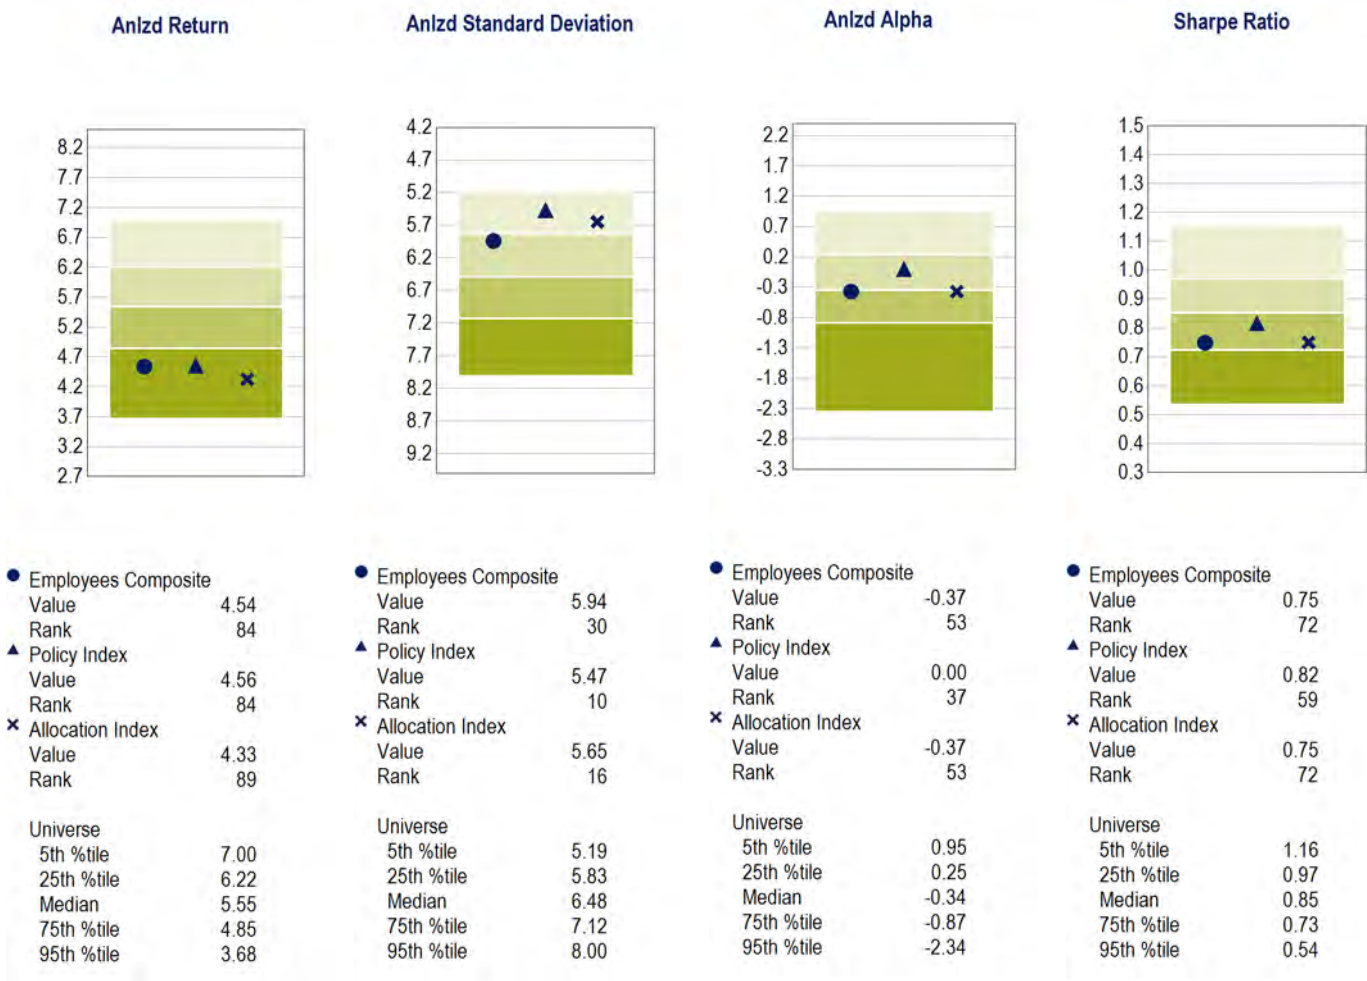 Anlzd Return
8.2
7.7
7.2
6.7
6.2
5.7
5.2
4.7
4.2
3.7
3.2
2.7
Employees Composite
Value 4.54
Rank 84
Policy Index
Value 4.56
Rank 84
Allocation Index
Value 4.33
Rank 89
Universe
5th %tile 7.00
25th %tile 6.22
Median 5.55
75th %tile 4.85
95th %tile 3.68
Anlzd Standard Deviation
4.2
4.7
5.2
5.7
6.2
6.7
7.2
7.7
8.2
8.7
9.2
Employees Composite
Value 5.94
Rank 30
Policy Index
Value 5.47
Rank 10
Allocation Index
Value 5.65
Rank 16
Universe
5th %tile 5.19
25th %tile 5.83
Median 6.48
75th %tile 7.12
95th %tile 8.00
Anlzd Alpha
2.2
1.7
1.2
0.7
0.2
-0.3
-0.8
-1.3
-1.8
-2.3
-2.8
-3.3
Employees Composite
Value -0.37
Rank 53
Policy Index
Value 0.00
Rank 37
Allocation Index
Value -0.37
Rank 53
Universe
5th %tile 0.95
25th %tile 0.25
Median -0.34
75th %tile -0.87
95th %tile -2.34
Sharpe Ratio
1.5
1.4
1.3
1.2
1.1
1.0
0.9
0.8
0.7
0.6
0.5
0.4
0.3
Employees Composite
Value 0.75
Rank 72
Policy Index
Value 0.82
Rank 59
Allocation Index
Value 0.75
Rank 72
Universe
5th %tile 1.16
25th %tile 0.97
Median 0.85
75th %tile 0.73
95th %tile 0.54